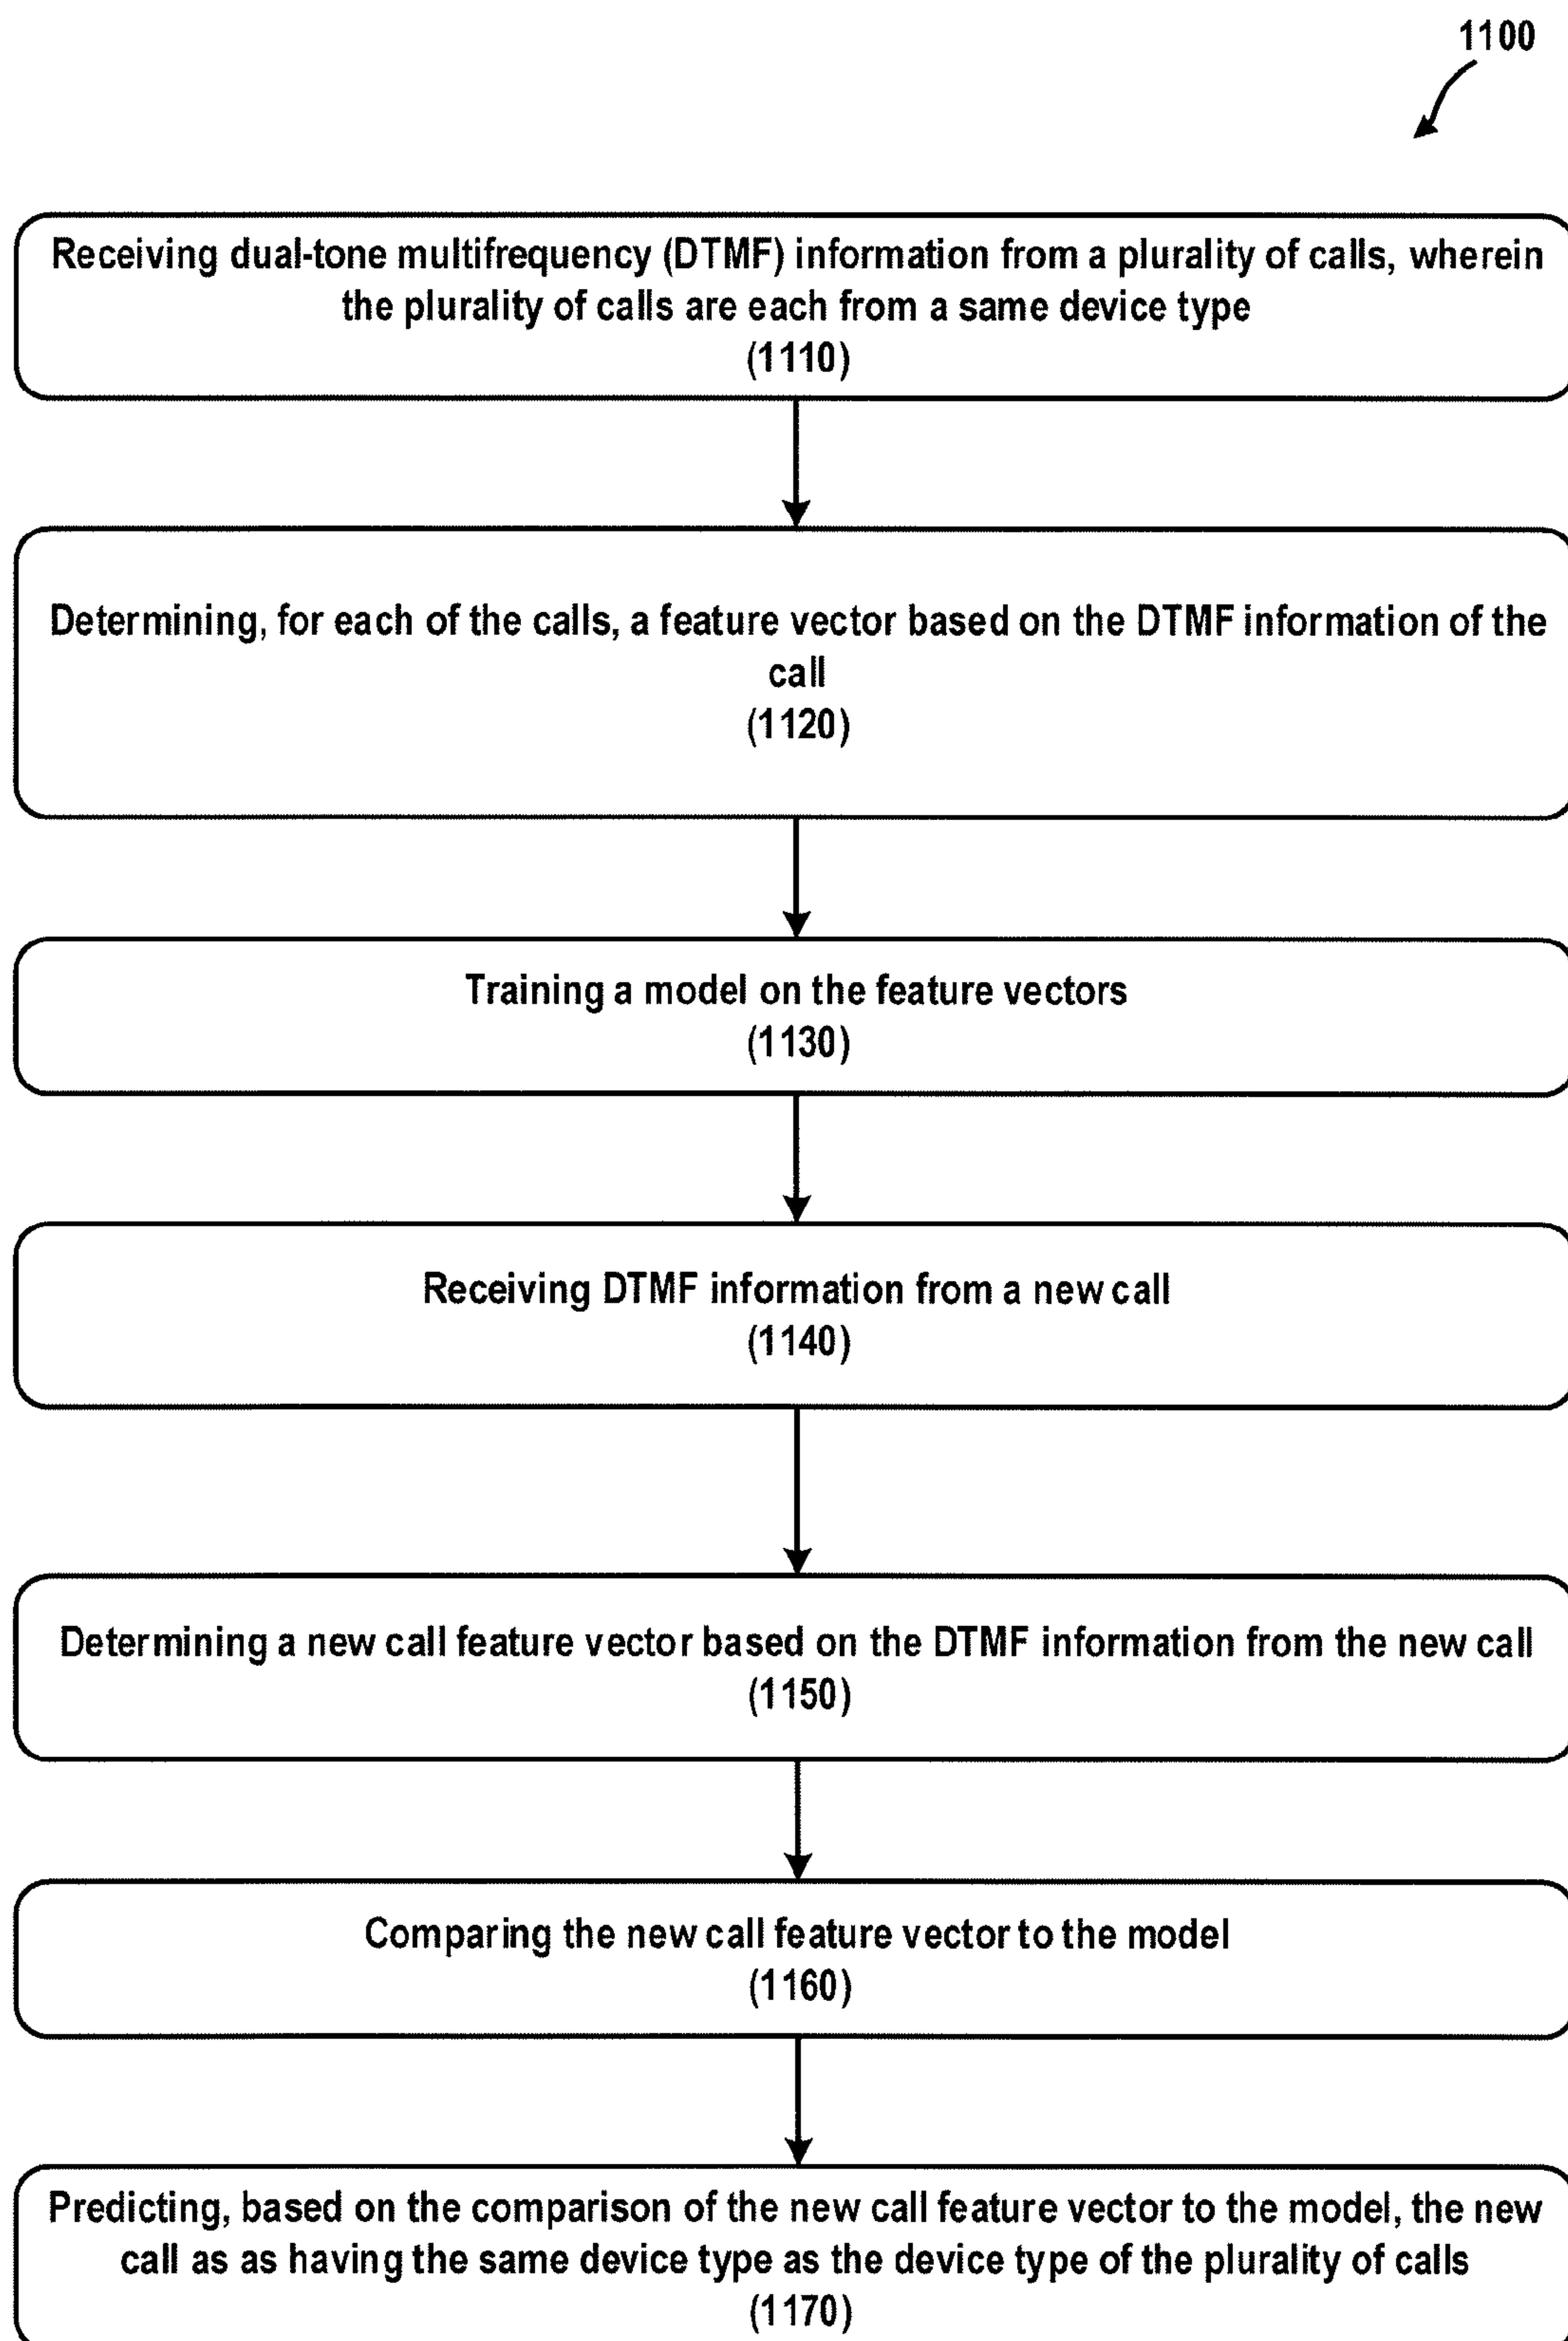 1100
Receiving dual-tone multifrequency (DTMF) information from a plurality of calls, wherein
the plurality of calls are each from a same device type
(1110)
Determining, for each of the calls, a feature vector based on the DTMF information of the
call
(1120)
Training a model on the feature vectors
(1130)
Receiving DTMF information from a new call
(1140)
Determining a new call feature vector based on the DTMF information from the new call
(1150)
Comparing the new call feature vector to the model
(1160)
Predicting, based on the comparison of the new call feature vector to the model, the new
call as as having the same device type as the device type of the plurality of calls
(1170)